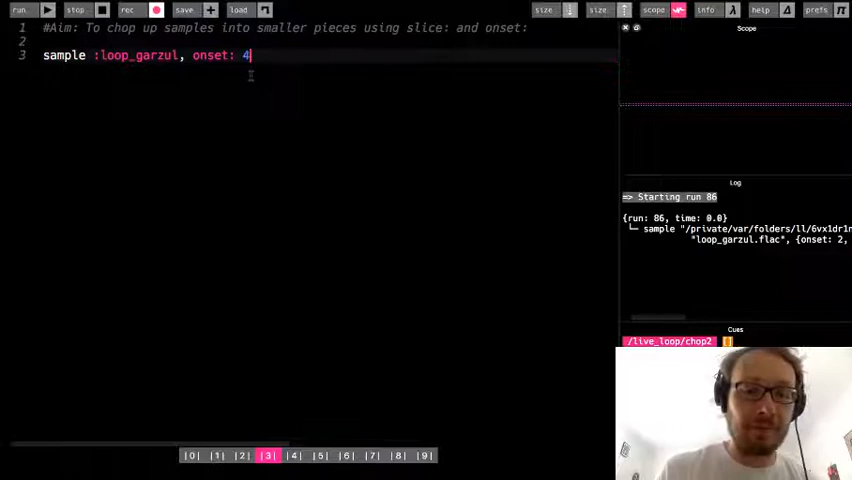 run
stop
rec
save
load
size
size
scope
info
help
prefs
1 #Aim: To chop up samples into smaller pieces using slice: and onset:
2
3 sample :loop_garzul, onset: 4
Scope
Log
=> Starting run 86
{run: 86, time: 0.0}
└─ sample "/private/var/folders/ll/6vx1dr1n
"loop_garzul.flac", {onset: 2,
Cues
/live_loop/chop2 []
|0| |1| |2| |3| |4| |5| |6| |7| |8| |9|